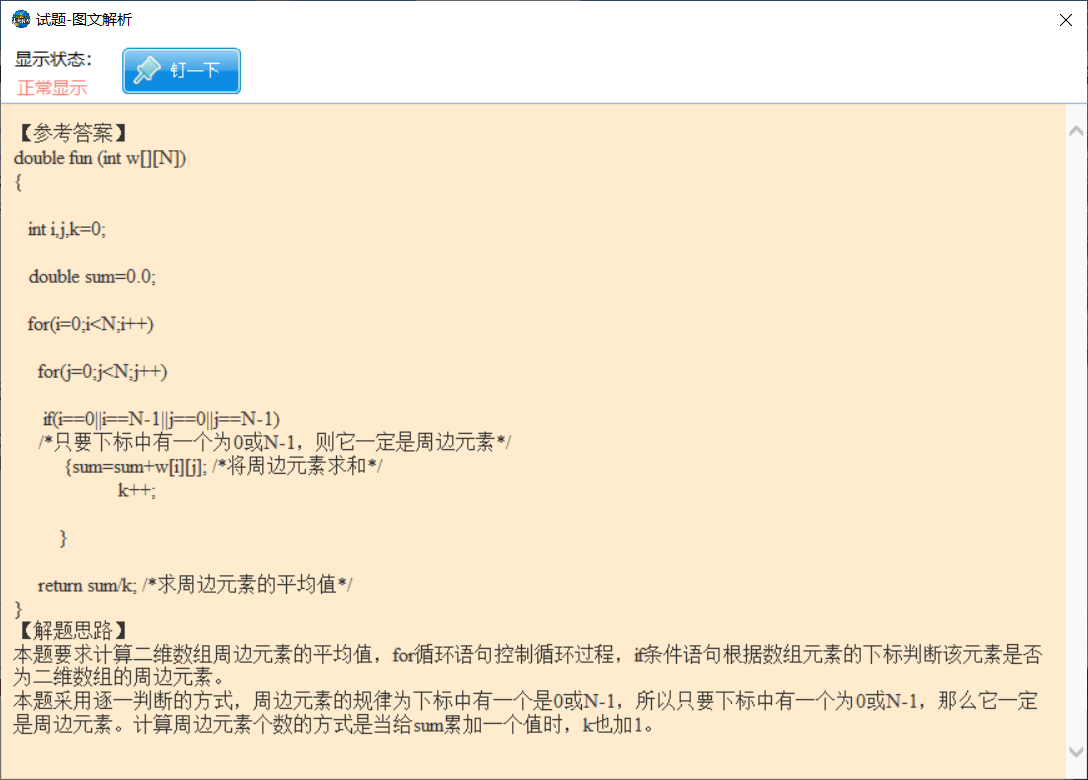 试题-图文解析
显示状态：
正常显示
钉一下
【参考答案】
double fun (int w[][N])
{
int i,j,k=0;
double sum=0.0;
for(i=0;i<N;i++)
for(j=0;j<N;j++)
if(i==0||i==N-1||j==0||j==N-1)
/*只要下标中有一个为0或N-1，则它一定是周边元素*/
{sum=sum+w[i][j]; /*将周边元素求和*/
k++;
}
return sum/k; /*求周边元素的平均值*/
}
【解题思路】
本题要求计算二维数组周边元素的平均值，for循环语句控制循环过程，if条件语句根据数组元素的下标判断该元素是否
为二维数组的周边元素。
本题采用逐一判断的方式，周边元素的规律为下标中有一个是0或N-1，所以只要下标中有一个为0或N-1，那么它一定
是周边元素。计算周边元素个数的方式是当给sum累加一个值时，k也加1。